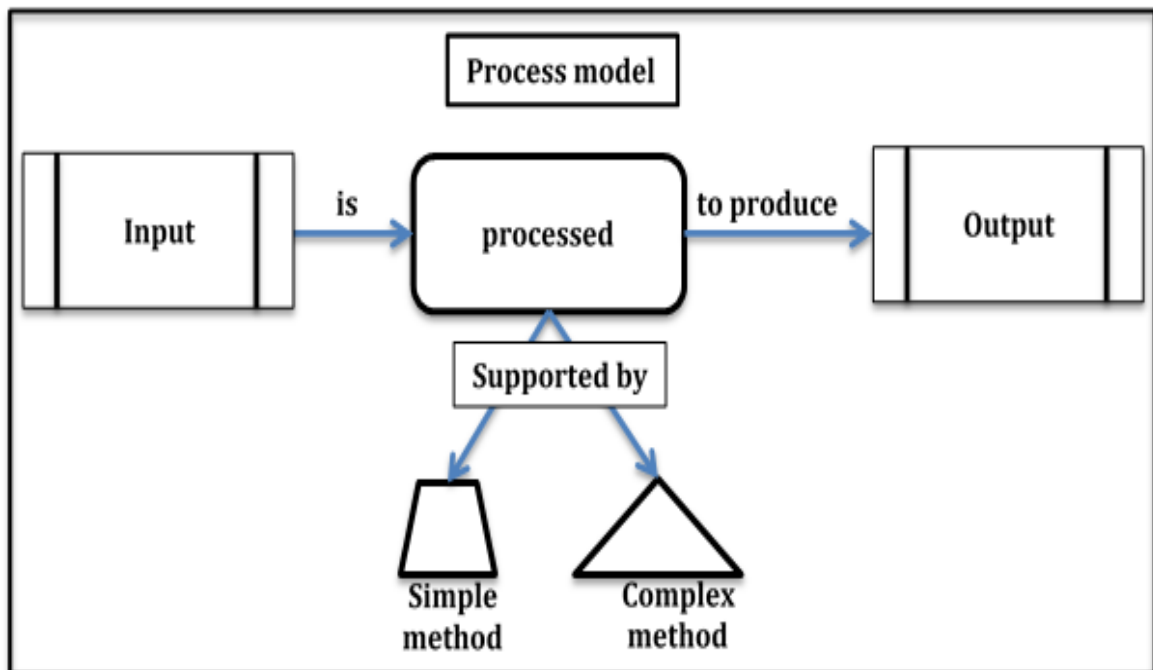 Process model
Input
is
processed
to produce
Output
Supported by
Simple
method
Complex
method